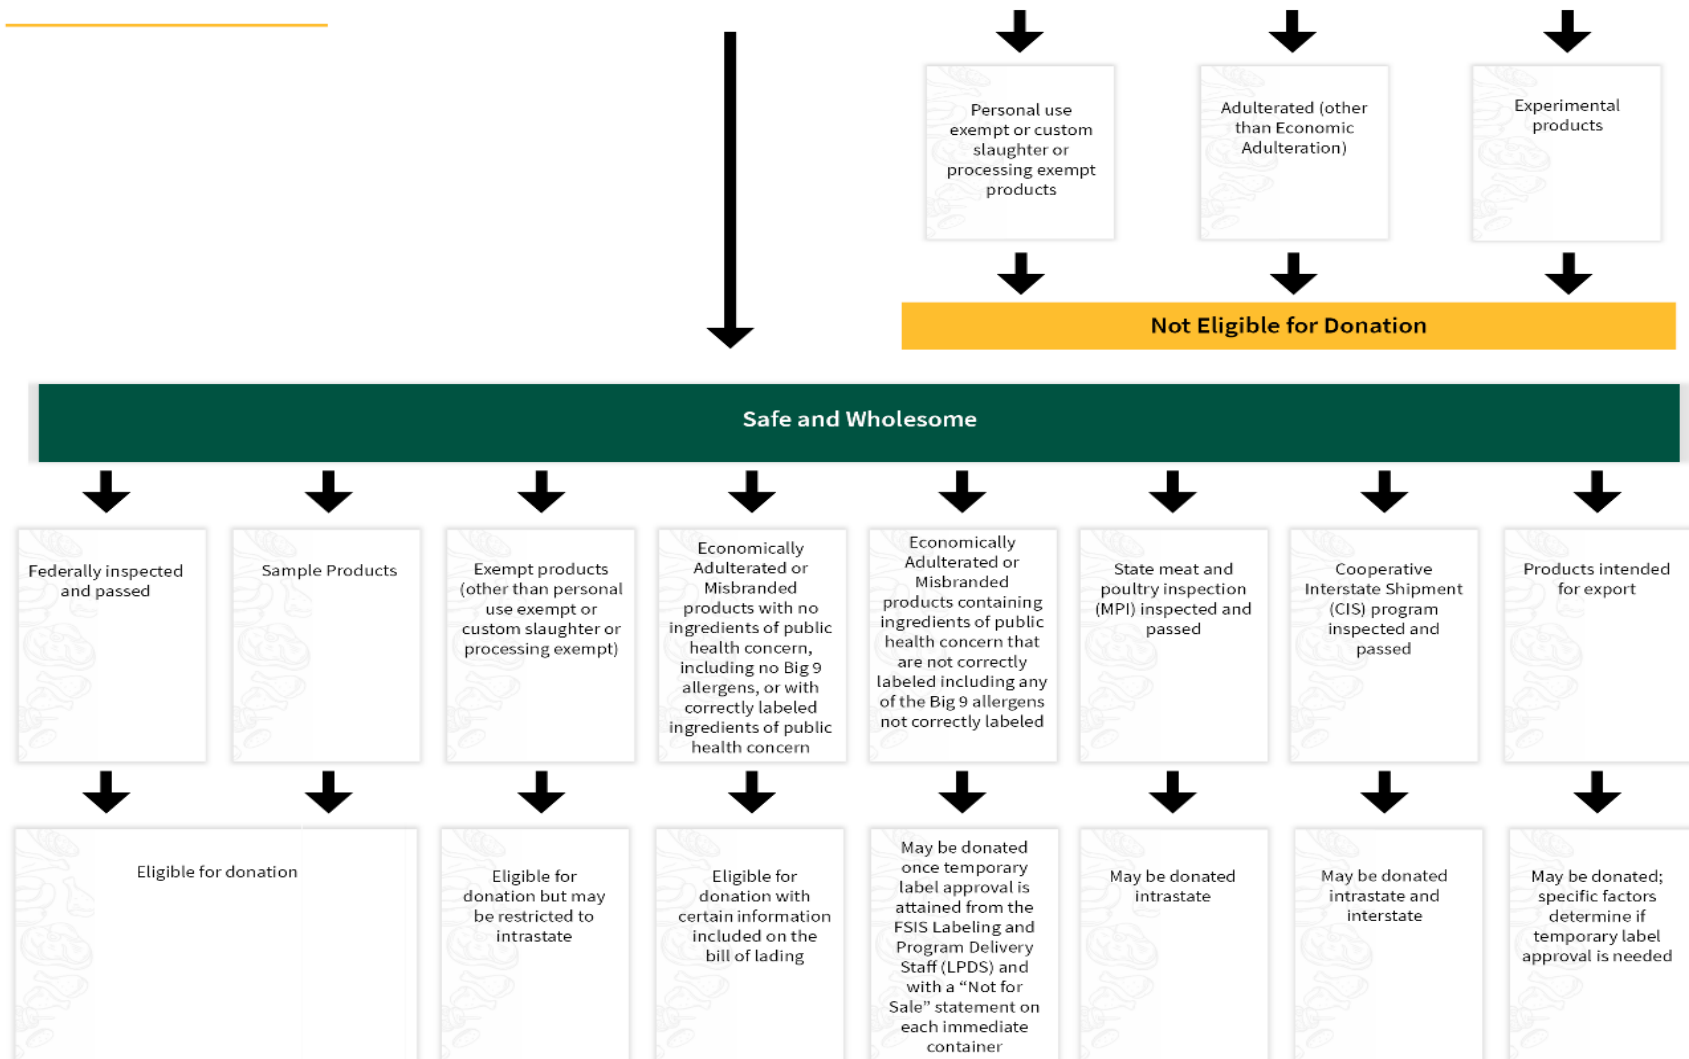 Personal use
exempt or custom
slaughter or
processing exempt
products
Adulterated (other
than Economic
Adulteration)
Experimental
products
Not Eligible for Donation
Safe and Wholesome
Federally inspected
and passed
Sample Products
Exempt products
(other than personal
use exempt or
custom slaughter or
processing exempt)
Economically
Adulterated or
Misbranded
products with no
ingredients of public
health concern,
including no Big 9
allergens, or with
correctly labeled
ingredients of public
health concern
Economically
Adulterated or
Misbranded
products containing
ingredients of public
health concern that
are not correctly
labeled including any
of the Big 9 allergens
not correctly labeled
State meat and
poultry inspection
(MPI) inspected and
passed
Cooperative
Interstate Shipment
(CIS) program
inspected and
passed
Products intended
for export
Eligible for donation
Eligible for
donation but may
be restricted to
intrastate
Eligible for
donation with
certain information
included on the
bill of lading
May be donated
once temporary
label approval is
attained from the
FSIS Labeling and
Program Delivery
Staff (LPDS) and
with a “Not for
Sale” statement on
each immediate
container
May be donated
intrastate
May be donated
intrastate and
interstate
May be donated;
specific factors
determine if
temporary label
approval is needed